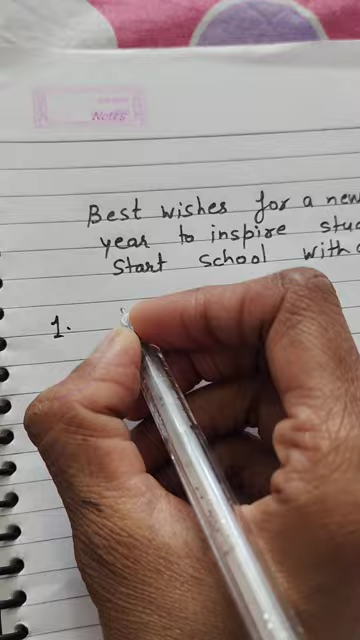 Notes
Best wishes for a new
year to inspire
Start School with
1.